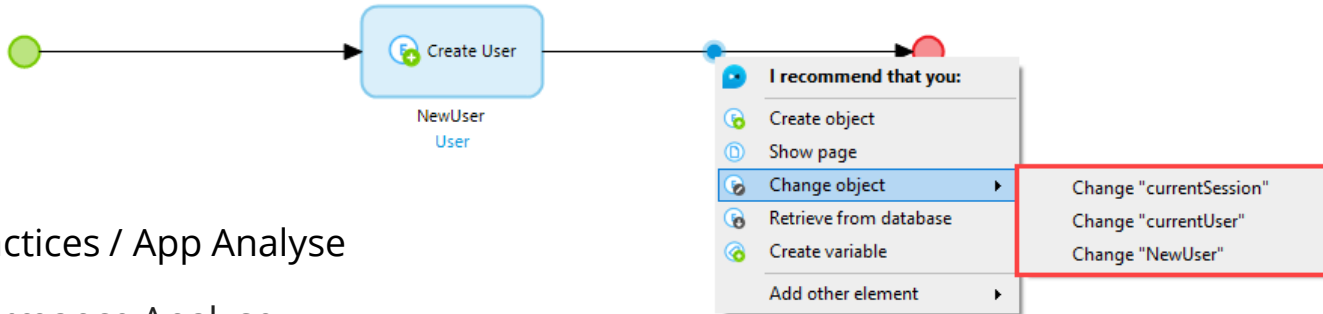 Create User
NewUser
User
I recommend that you:
Create object
Show page
Change object
Retrieve from database
Create variable
Add other element
Change "currentSession"
Change "currentUser"
Change "NewUser"
ctices / App Analyse